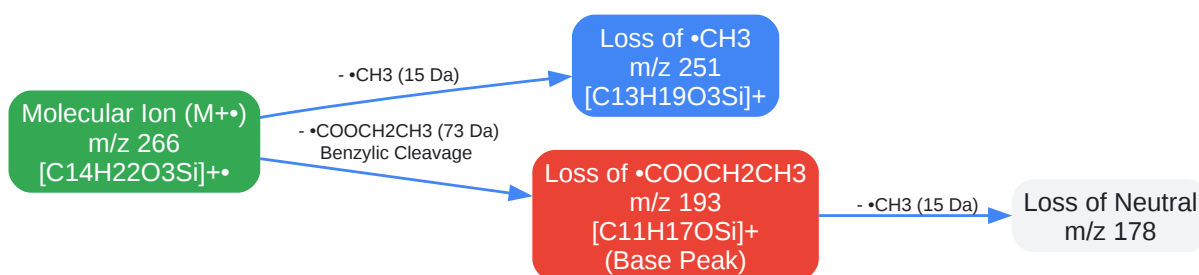 Molecular Ion (M+•)
m/z 266
[C14H22O3Si]+•
- •CH3 (15 Da)
- •COOCH2CH3 (73 Da)
Benzylic Cleavage
Loss of •CH3
m/z 251
[C13H19O3Si]+
Loss of •COOCH2CH3
m/z 193
[C11H17OSi]+
(Base Peak)
- •CH3 (15 Da)
Loss of Neutral
m/z 178